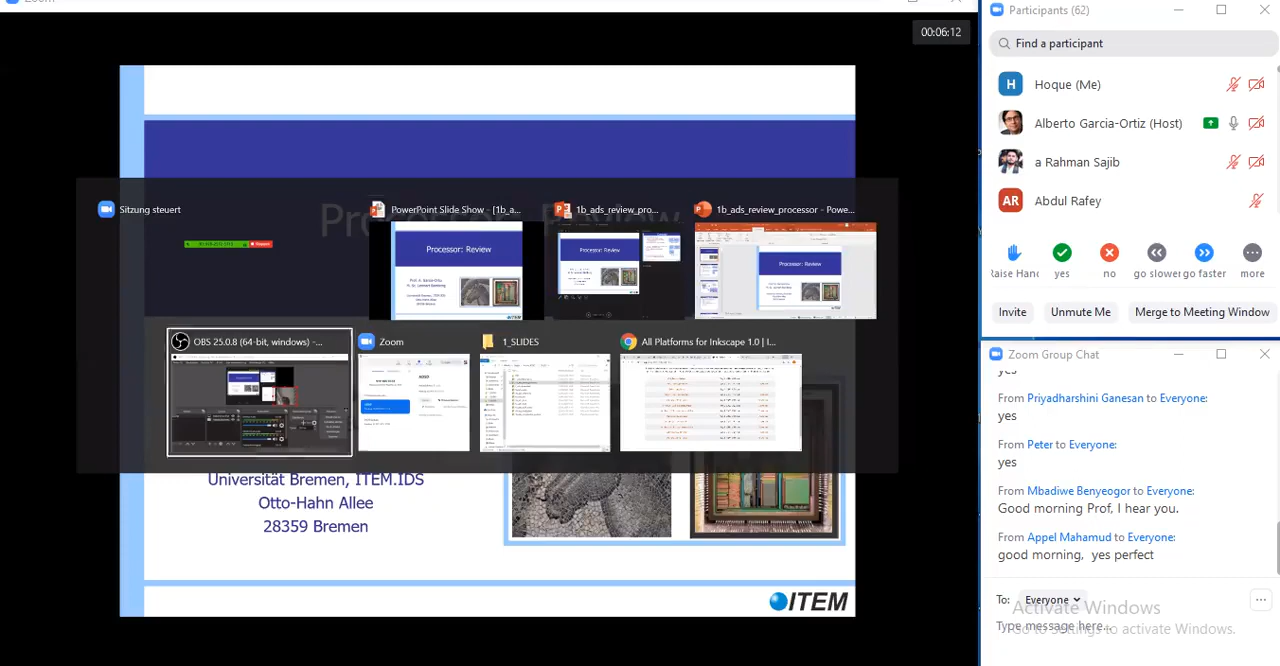 Zoom
00:06:12
Sitzung steuert
PowerPoint Slide Show - [1b_a...
1b_ads_review_pro...
1b_ads_review_processor - Powe...
Processor: Review
Processor: Review
Processor: Review
OBS 25.0.8 (64-bit, windows) -...
Zoom
1_SLIDES
All Platforms for Inkscape 1.0 | I...
Universität Bremen, ITEM.IDS
Otto-Hahn Allee
28359 Bremen
ITEM
Participants (62)
Find a participant
H
Hoque (Me)
Alberto Garcia-Ortiz (Host)
a Rahman Sajib
AR
Abdul Rafey
Raise Hand
yes
no
go slower
go faster
more
Invite
Unmute Me
Merge to Meeting Window
Zoom Group Chat
yes
From Priyadharshini Ganesan to Everyone:
yes
From Peter to Everyone:
yes
From Mbadiwe Benyeogor to Everyone:
Good morning Prof, I hear you.
From Appel Mahamud to Everyone:
good morning, yes perfect
To: Everyone
Type message here...
Activate Windows
Go to Settings to activate Windows.